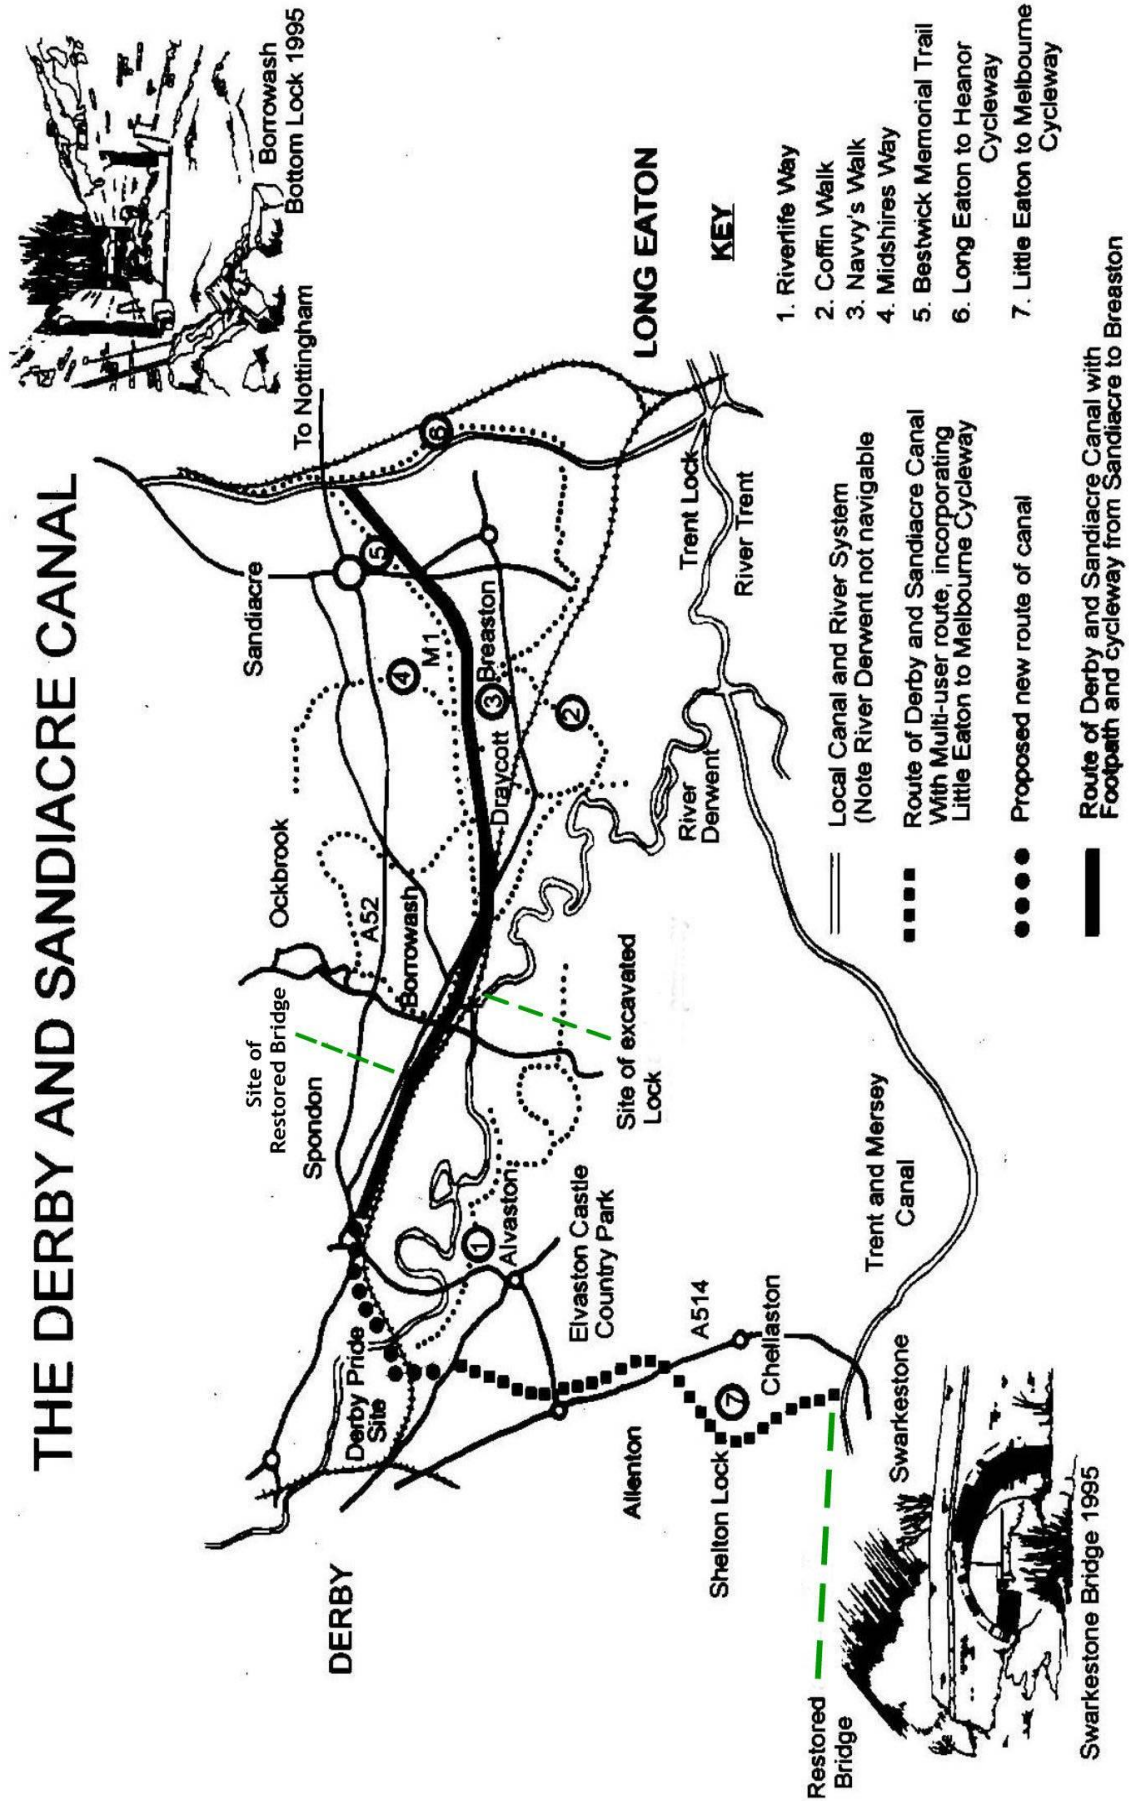 THE DERBY AND SANDIACRE CANAL
Borrowash
Bottom Lock 1995
To Nottingham
Sandiacre
Ockbrook
Site of
Restored Bridge
Spondon
A52
Borrowash
M1
Breaston
Draycott
6
5
4
3
2
LONG EATON
Trent Lock
River Trent
River
Derwent
Site of excavated
Lock
DERBY
Derby Pride
Site
1
Alvaston
Elvaston Castle
Country Park
Allenton
A514
Chellaston
7
Shelton Lock
Swarkestone
Trent and Mersey
Canal
Restored
Bridge
Swarkestone Bridge 1995
KEY
1. Riverlife Way
2. Coffin Walk
3. Navvy's Walk
4. Midshires Way
5. Bestwick Memorial Trail
6. Long Eaton to Heanor
Cycleway
7. Little Eaton to Melbourne
Cycleway
Local Canal and River System
(Note River Derwent not navigable
Route of Derby and Sandiacre Canal
With Multi-user route, incorporating
Little Eaton to Melbourne Cycleway
Proposed new route of canal
Route of Derby and Sandiacre Canal with
Footpath and cycleway from Sandiacre to Breaston